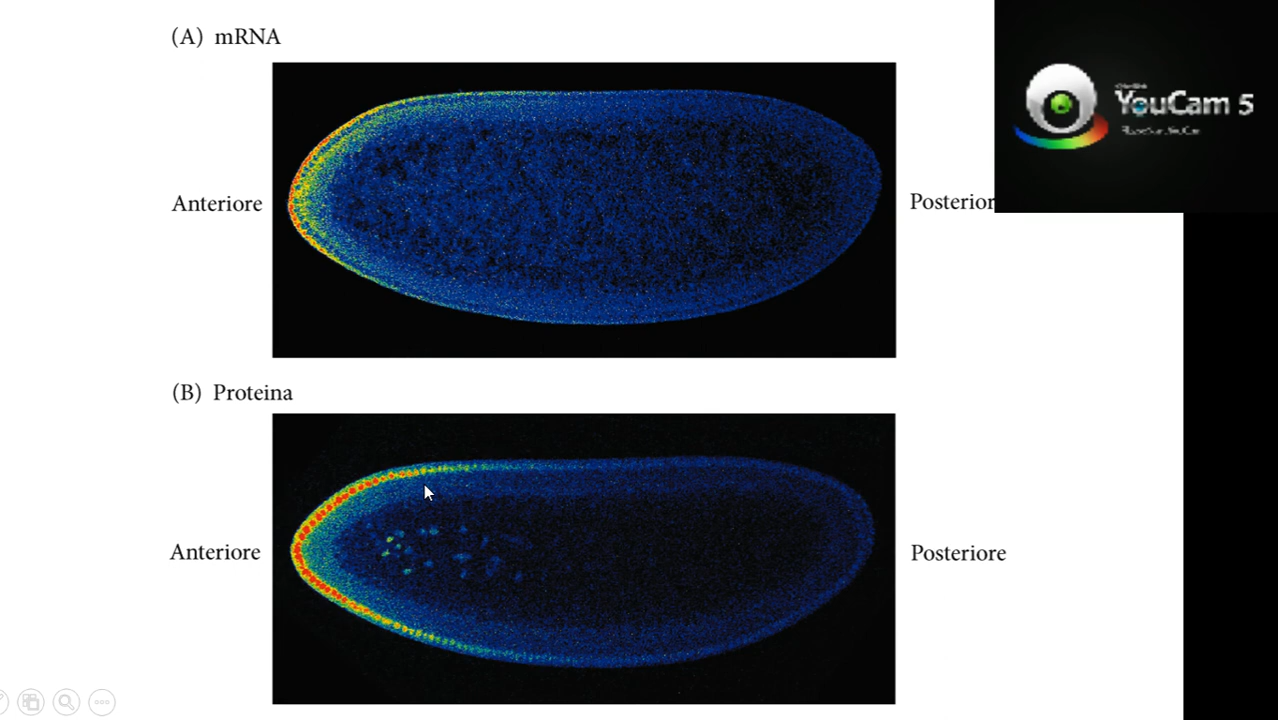 (A) mRNA
YouCam 5
Anteriore
Posterior
(B) Proteina
Anteriore
Posteriore